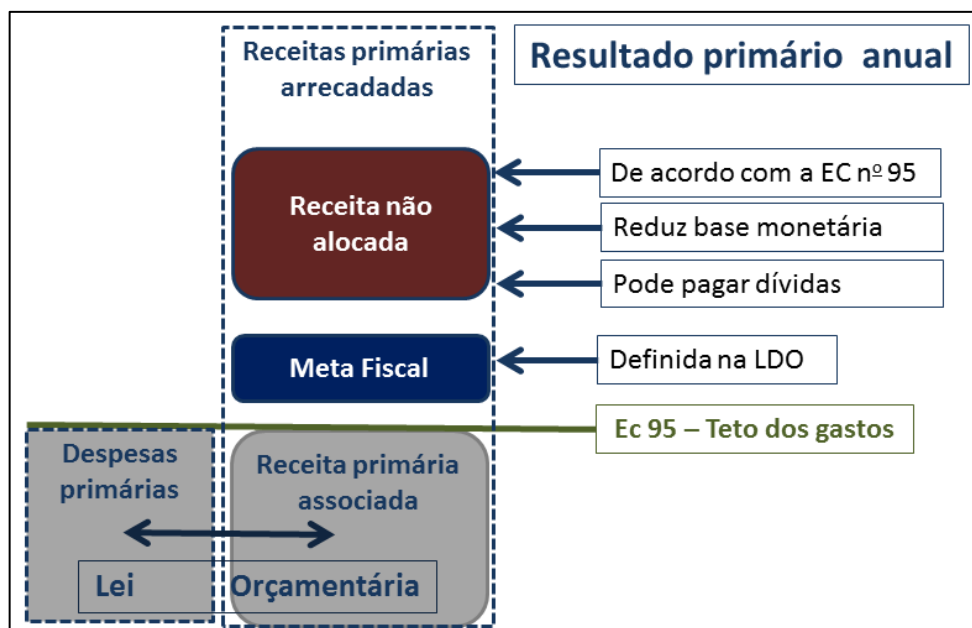 Receitas primárias
arrecadadas
Resultado primário anual
Receita não
alocada
De acordo com a EC nº 95
Reduz base monetária
Pode pagar dívidas
Meta Fiscal
Definida na LDO
Ec 95 – Teto dos gastos
Despesas
primárias
Receita primária
associada
Lei Orçamentária